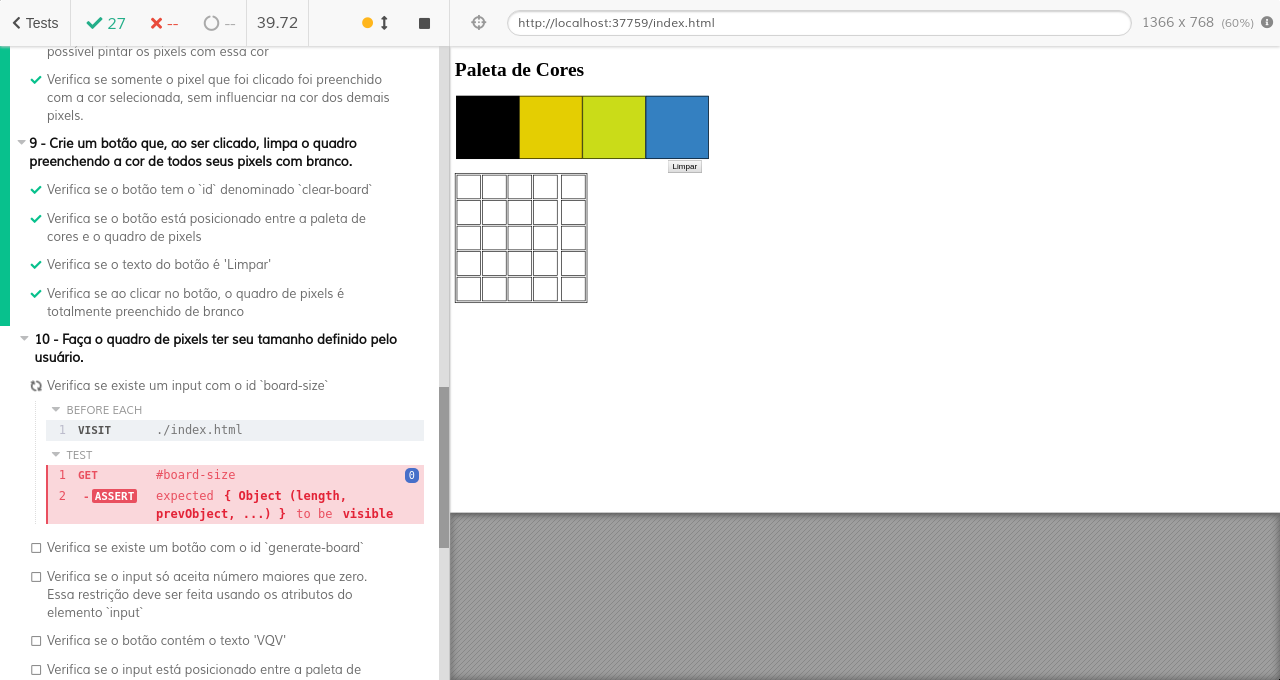 Tests
27
--
--
39.72
http://localhost:37759/index.html
1366 x 768 (60%)
possível pintar os pixels com essa cor
Verifica se somente o pixel que foi clicado foi preenchido
com a cor selecionada, sem influenciar na cor dos demais
pixels.
9 - Crie um botão que, ao ser clicado, limpa o quadro
preenchendo a cor de todos seus pixels com branco.
Verifica se o botão tem o `id` denominado `clear-board`
Verifica se o botão está posicionado entre a paleta de
cores e o quadro de pixels
Verifica se o texto do botão é 'Limpar'
Verifica se ao clicar no botão, o quadro de pixels é
totalmente preenchido de branco
10 - Faça o quadro de pixels ter seu tamanho definido pelo
usuário.
Verifica se existe um input com o id `board-size`
BEFORE EACH
1 VISIT ./index.html
TEST
1 GET #board-size 0
2 -ASSERT expected { Object (length,
prevObject, ...) } to be visible
Verifica se existe um botão com o id `generate-board`
Verifica se o input só aceita número maiores que zero.
Essa restrição deve ser feita usando os atributos do
elemento `input`
Verifica se o botão contém o texto 'VQV'
Verifica se o input está posicionado entre a paleta de
Paleta de Cores
Limpar